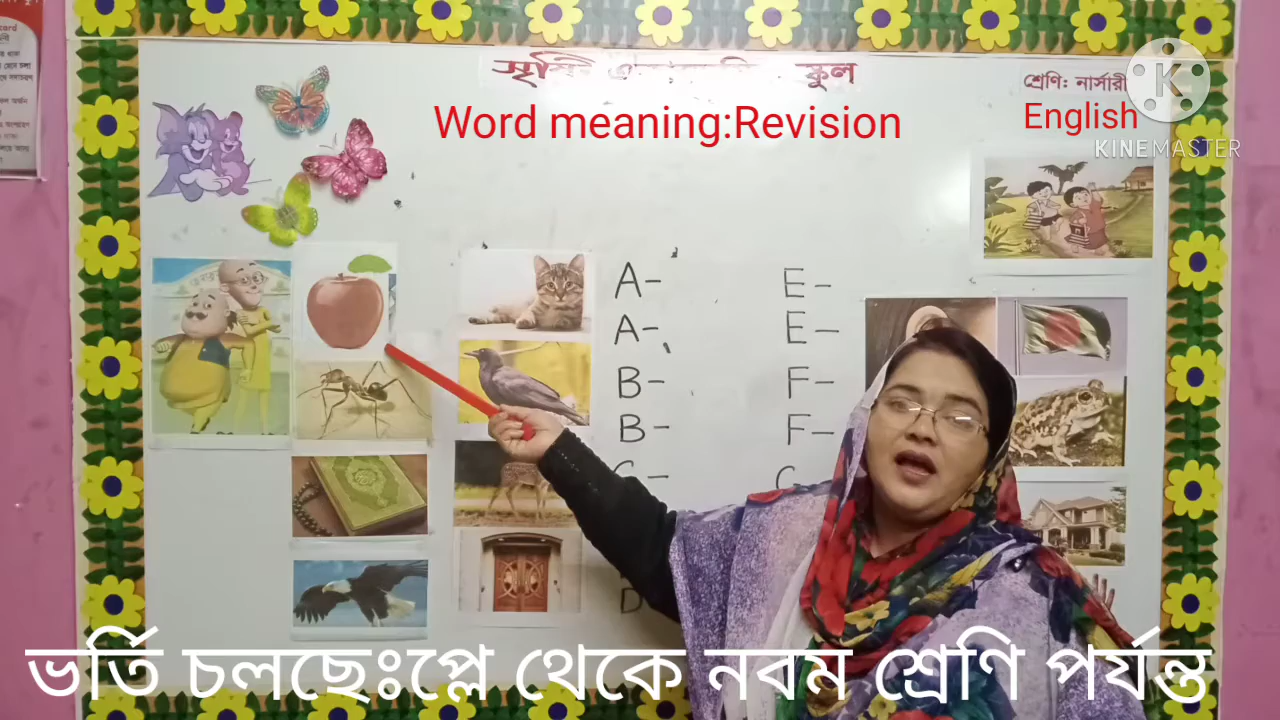 সৃষ্টি স্কুল
শ্রেণি: নার্সারী
Word meaning:Revision
English
KINEMASTER
A-
E-
A-
E-
B-
F-
B-
F-
C-
G
D
ভর্তি চলছেঃপ্লে থেকে নবম শ্রেণি পর্যন্ত